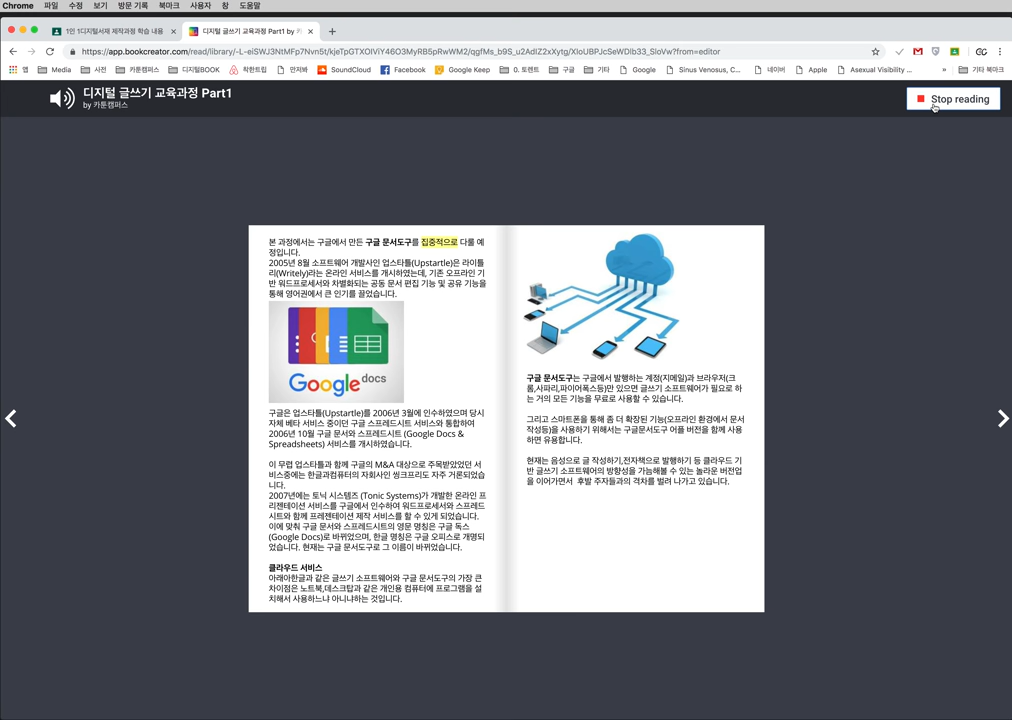 Chrome 파일 수정 보기 방문 기록 북마크 사용자 창 도움말
1인 1디지털서재 제작과정 학습 내용
디지털 글쓰기 교육과정 Part1 by 카
https://app.bookcreator.com/read/library/-L-eiSWJ3NtMFp7Nvn5t/kjeTpGTXOIViY46O3MyRB5pRwWM2/qgfMs_b9S_u2AdIZ2xXytg/XIoUBPJcSeWDlb33_SloVw?from=editor
앱 Media 사전 카툰캠퍼스 디지털BOOK 착한트립 먼저봐 SoundCloud Facebook Google Keep 0. 토렌트 구글 기타 Google Sinus Venosus, C... 네이버 Apple Asexual Visibility ... » 기타 북마크
디지털 글쓰기 교육과정 Part1
by 카툰캠퍼스
Stop reading
본 과정에서는 구글에서 만든 구글 문서도구를 집중적으로 다룰 예
정입니다.
2005년 8월 소프트웨어 개발사인 업스타틀(Upstartle)은 라이틀
리(Writely)라는 온라인 서비스를 개시하였는데, 기존 오프라인 기
반 워드프로세서와 차별화되는 공동 문서 편집 기능 및 공유 기능을
통해 영어권에서 큰 인기를 끌었습니다.
Google docs
구글은 업스타틀(Upstartle)를 2006년 3월에 인수하였으며 당시
자체 베타 서비스 중이던 구글 스프레드시트 서비스와 통합하여
2006년 10월 구글 문서와 스프레드시트 (Google Docs &
Spreadsheets) 서비스를 개시하였습니다.
이 무렵 업스타틀과 함께 구글의 M&A 대상으로 주목받았었던 서
비스중에는 한글과컴퓨터의 자회사인 씽크프리도 자주 거론되었습
니다.
2007년에는 토닉 시스템즈 (Tonic Systems)가 개발한 온라인 프
리젠테이션 서비스를 구글에서 인수하여 워드프로세서와 스프레드
시트와 함께 프레젠테이션 제작 서비스를 할 수 있게 되었습니다.
이에 맞춰 구글 문서와 스프레드시트의 영문 명칭은 구글 독스
(Google Docs)로 바뀌었으며, 한글 명칭은 구글 오피스로 개명되
었습니다. 현재는 구글 문서도구로 그 이름이 바뀌었습니다.
클라우드 서비스
아래아한글과 같은 글쓰기 소프트웨어와 구글 문서도구의 가장 큰
차이점은 노트북,데스크탑과 같은 개인용 컴퓨터에 프로그램을 설
치해서 사용하느냐 아니냐하는 것입니다.
구글 문서도구는 구글에서 발행하는 계정(지메일)과 브라우저(크
롬,사파리,파이어폭스등)만 있으면 글쓰기 소프트웨어가 필요로 하
는 거의 모든 기능을 무료로 사용할 수 있습니다.
그리고 스마트폰을 통해 좀 더 확장된 기능(오프라인 환경에서 문서
작성등)을 사용하기 위해서는 구글문서도구 어플 버전을 함께 사용
하면 유용합니다.
현재는 음성으로 글 작성하기,전자책으로 발행하기 등 클라우드 기
반 글쓰기 소프트웨어의 방향성을 가늠해볼 수 있는 놀라운 버전업
을 이어가면서 후발 주자들과의 격차를 벌려 나가고 있습니다.